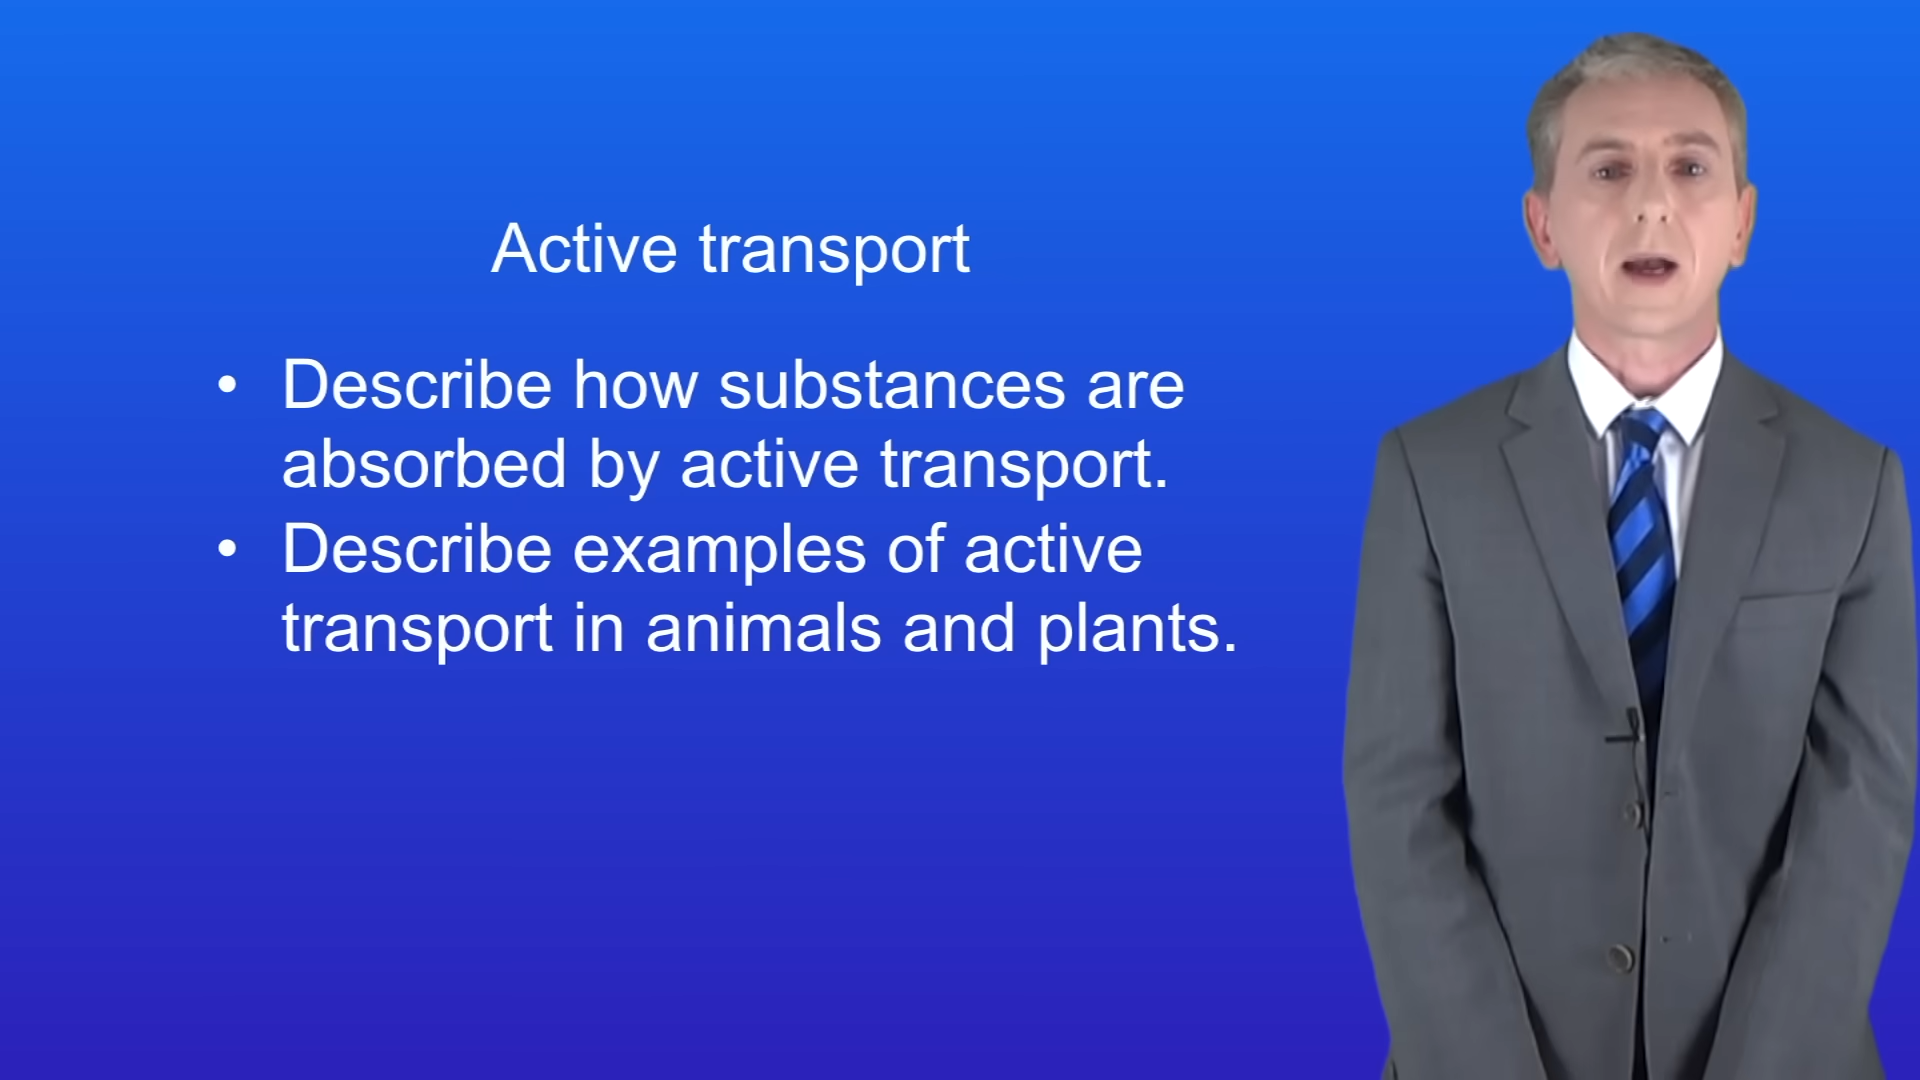 Active transport
• Describe how substances are
absorbed by active transport.
• Describe examples of active
transport in animals and plants.